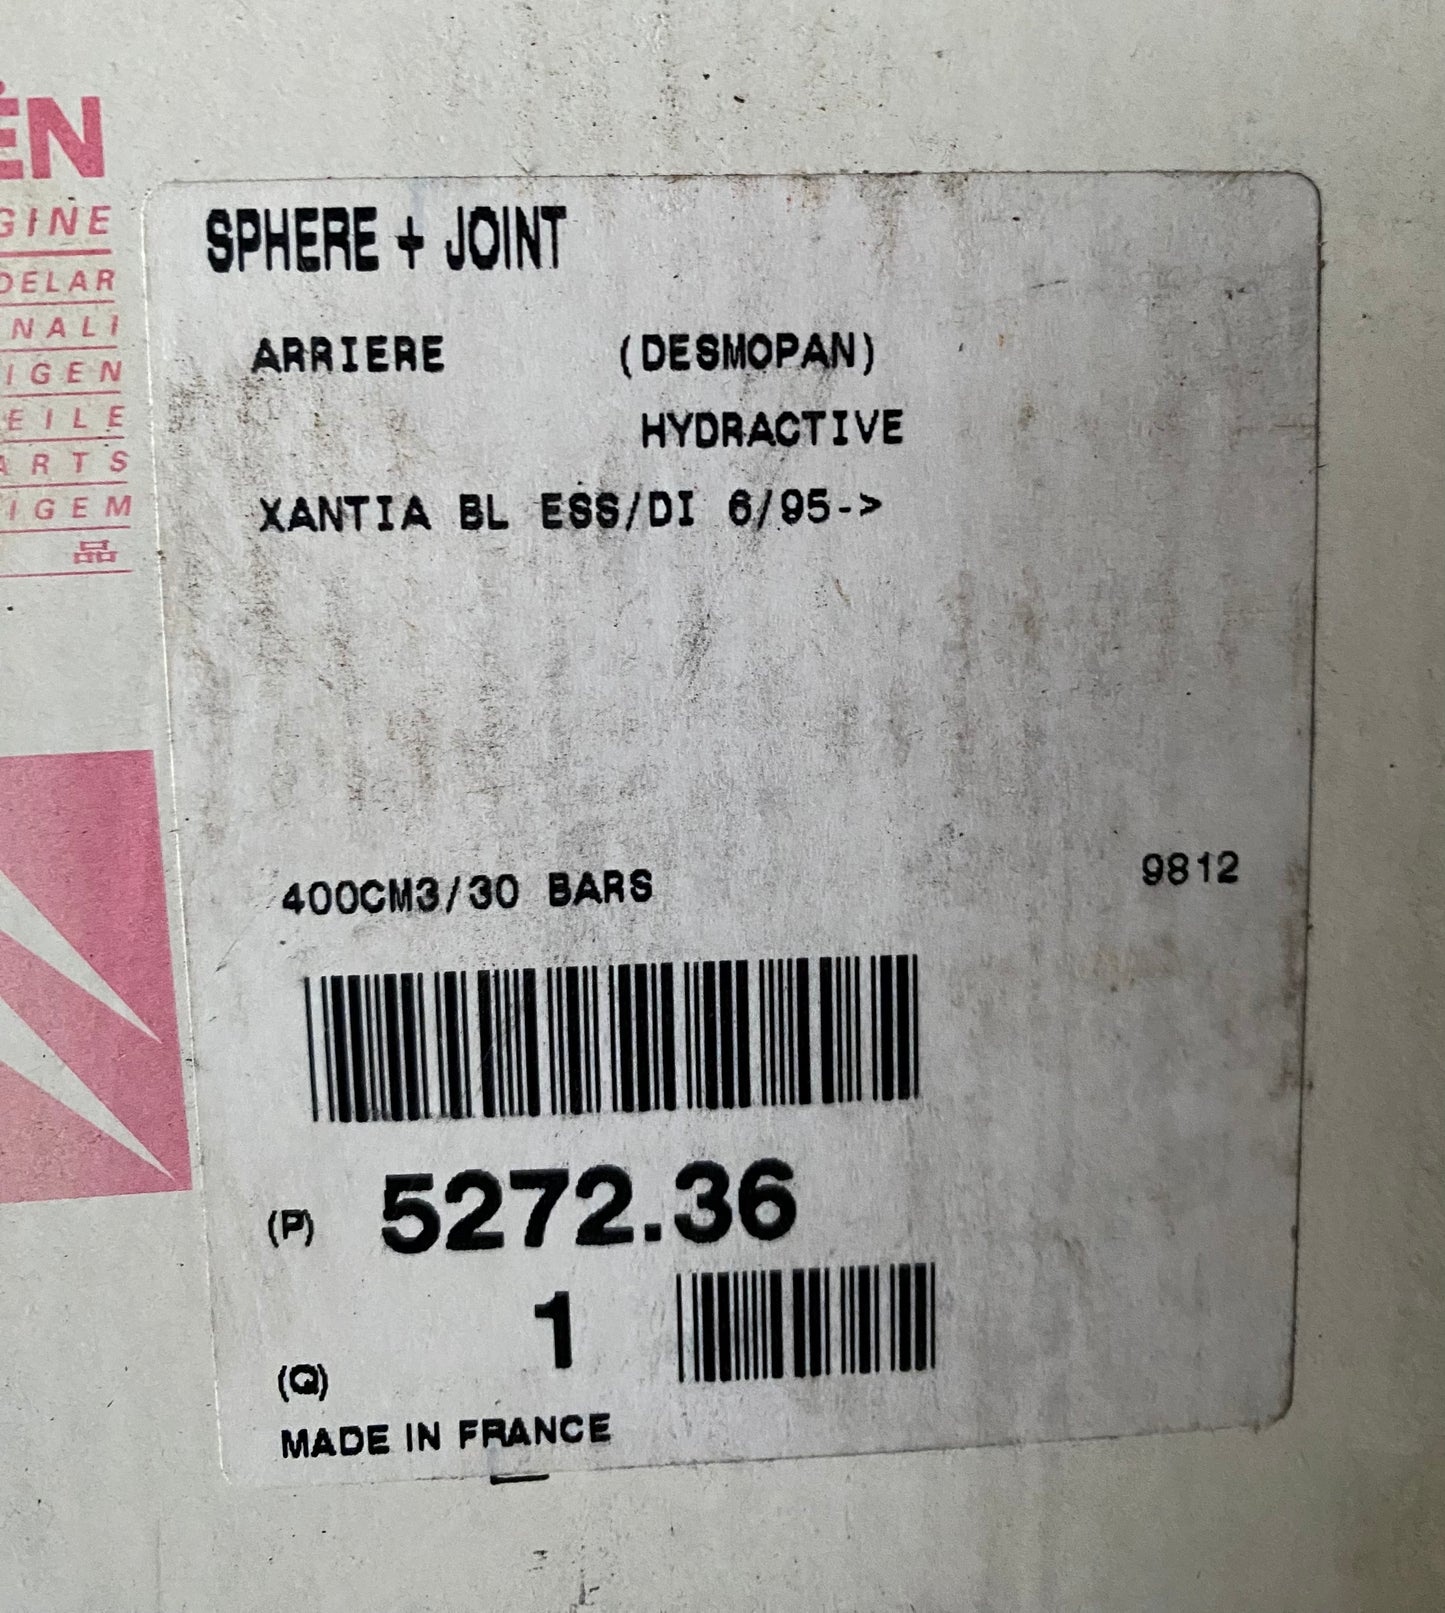 ËN
GINE
DELAR
NALI
IGEN
EILE
ARTS
IGEM
品
SPHERE + JOINT
ARRIERE (DESMOPAN)
HYDRACTIVE
XANTIA BL ESS/DI 6/95->
400CM3/30 BARS 9812
(P) 5272.36
(Q) 1
MADE IN FRANCE